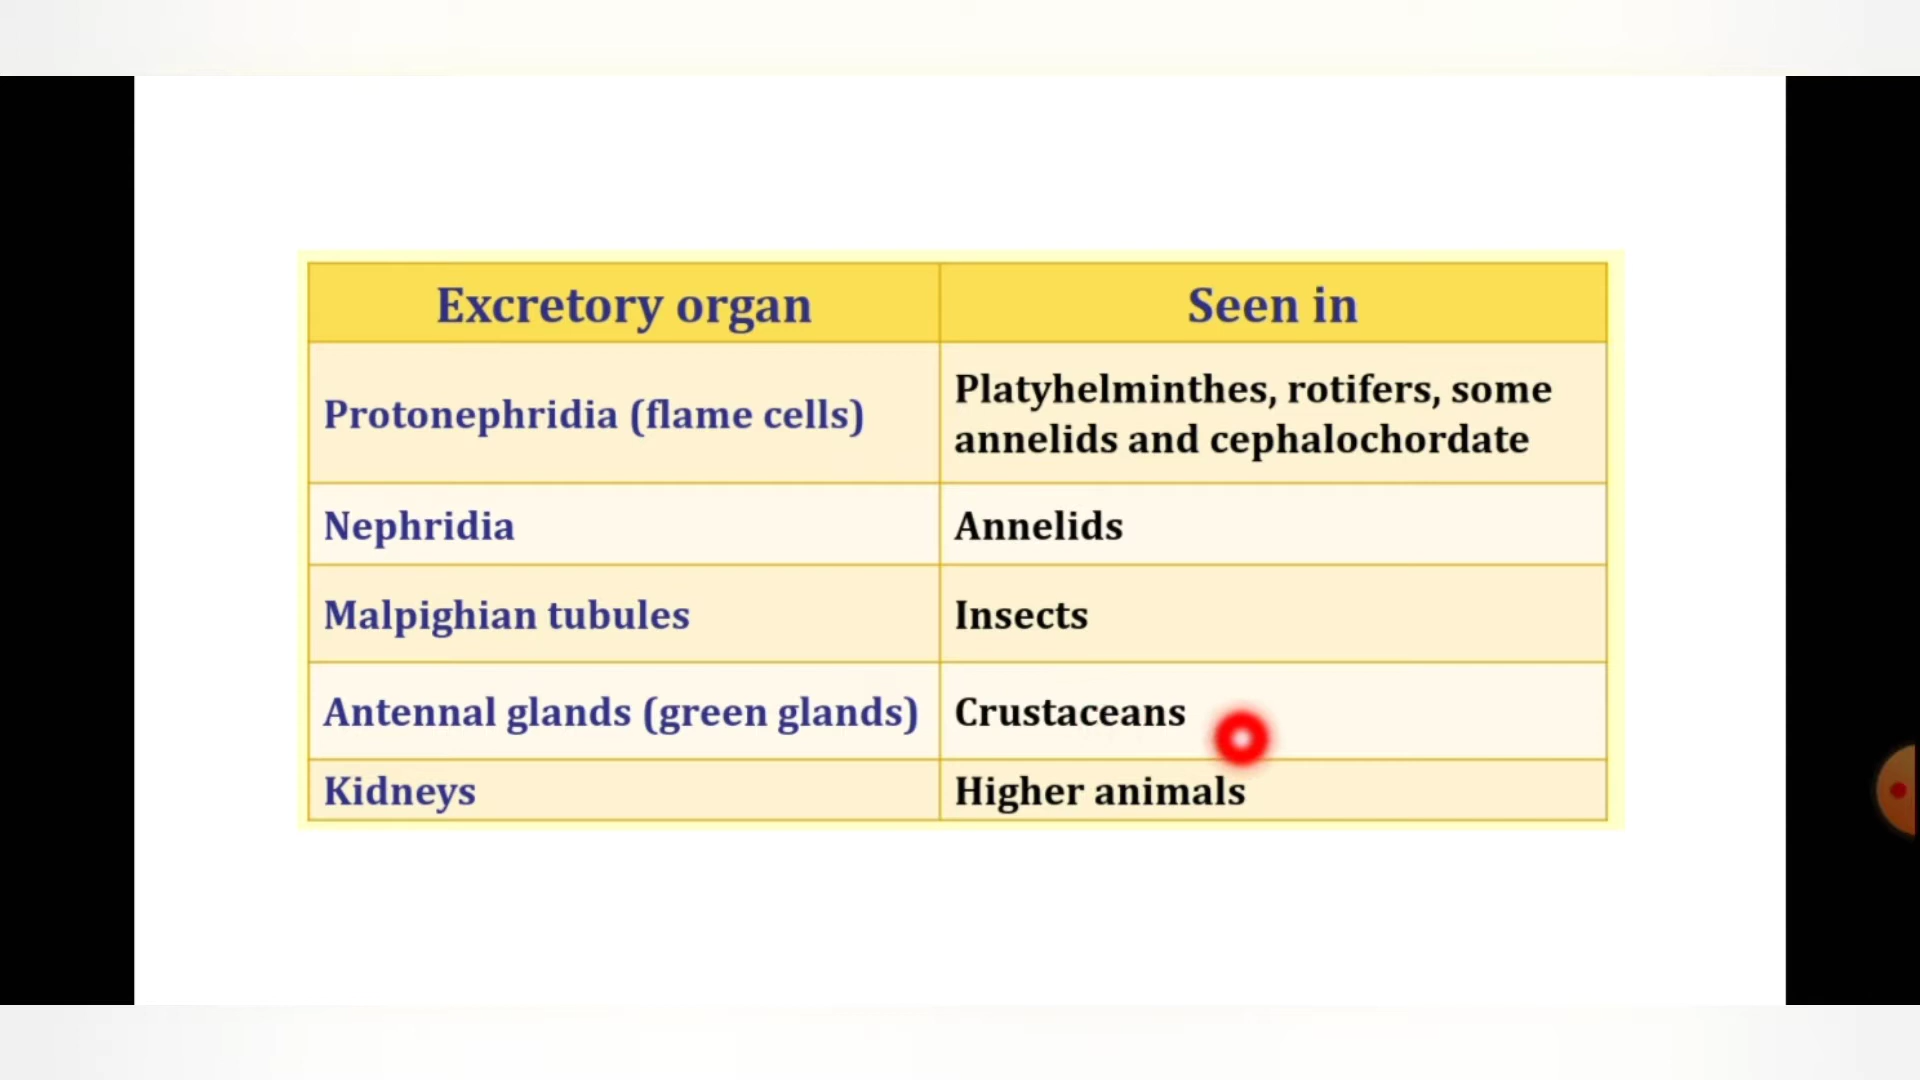 Excretory organ
Seen in
Protonephridia (flame cells)
Platyhelminthes, rotifers, some
annelids and cephalochordate
Nephridia
Annelids
Malpighian tubules
Insects
Antennal glands (green glands)
Crustaceans
Kidneys
Higher animals